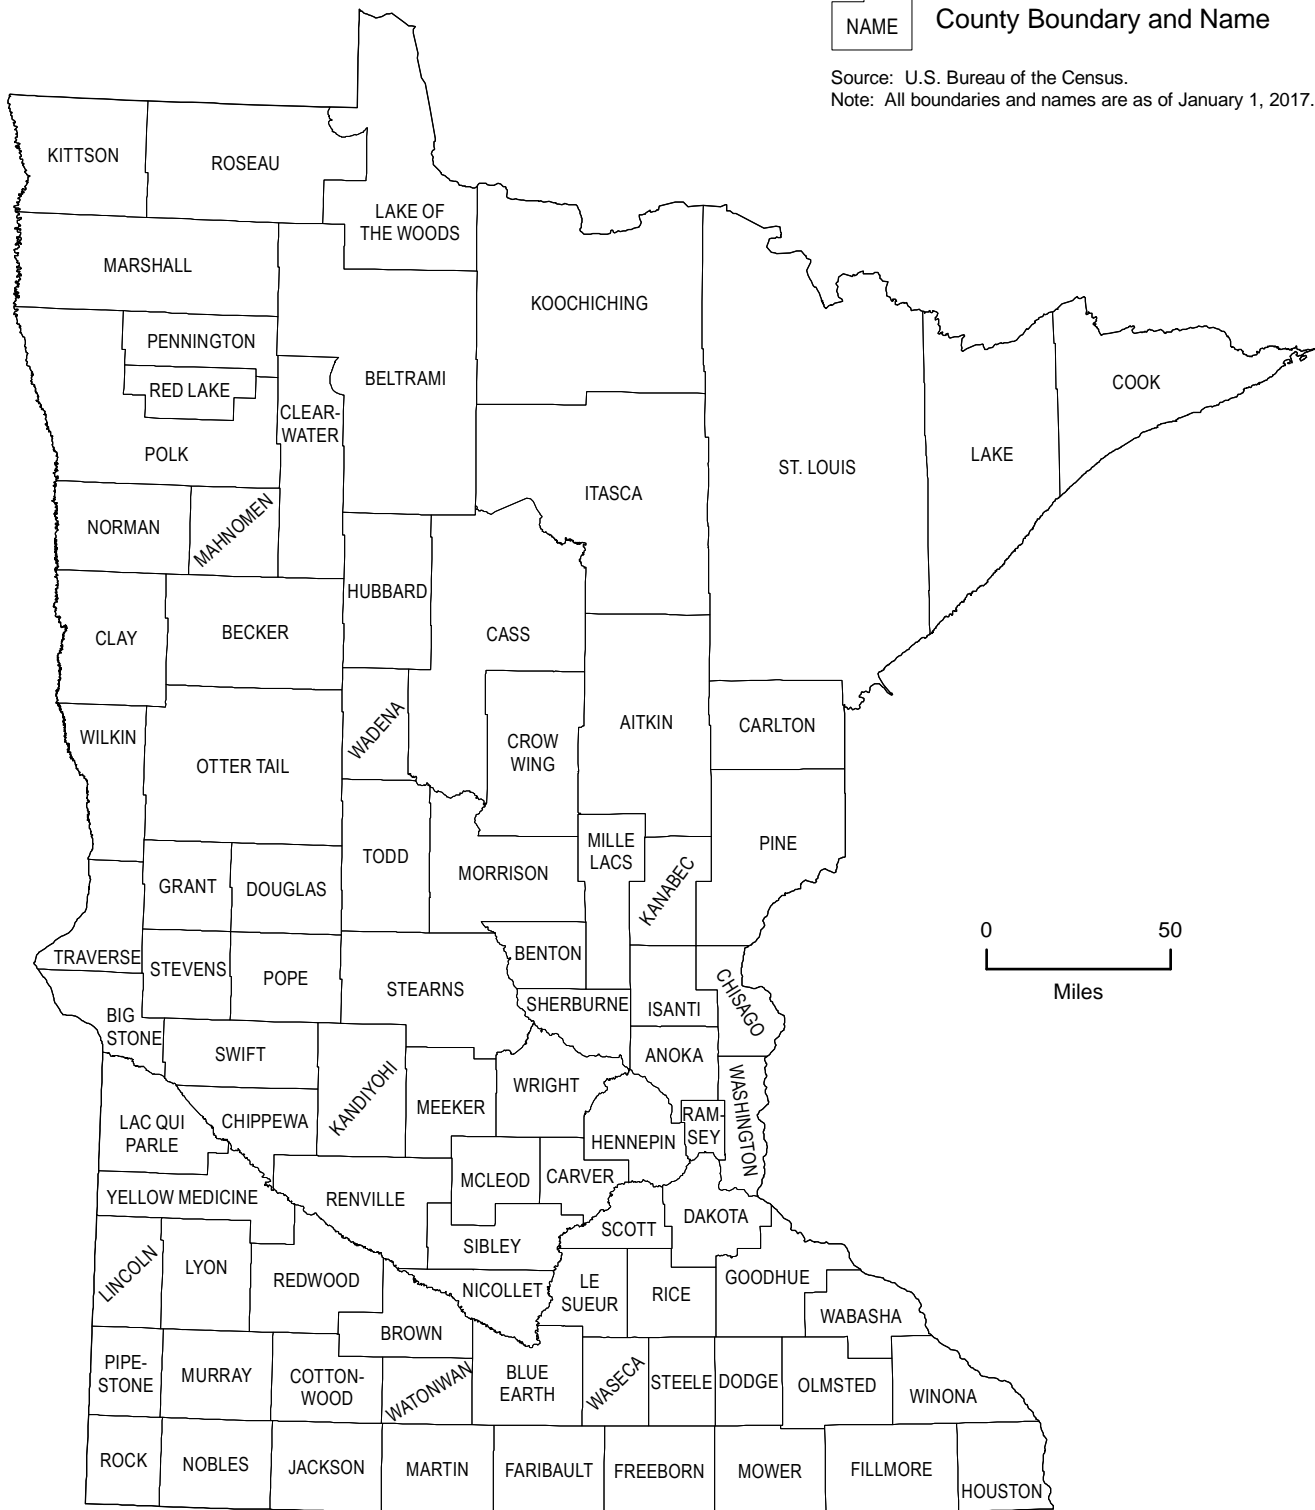 NAME
County Boundary and Name
Source: U.S. Bureau of the Census.
Note: All boundaries and names are as of January 1, 2017.
KITTSON
ROSEAU
LAKE OF
THE WOODS
MARSHALL
KOOCHICHING
PENNINGTON
BELTRAMI
RED LAKE
COOK
CLEAR-
WATER
POLK
LAKE
ST. LOUIS
ITASCA
NORMAN
MAHNOMEN
HUBBARD
CLAY
BECKER
CASS
WILKIN
WADENA
AITKIN
CARLTON
OTTER TAIL
CROW
WING
TODD
MORRISON
MILLE
LACS
KANABEC
PINE
GRANT
DOUGLAS
TRAVERSE
STEVENS
POPE
STEARNS
BENTON
SHERBURNE
ISANTI
CHISAGO
0
50
Miles
BIG
STONE
SWIFT
KANDIYOHI
MEEKER
WRIGHT
ANOKA
WASHINGTON
LAC QUI
PARLE
CHIPPEWA
HENNEPIN
RAM-
SEY
YELLOW MEDICINE
RENVILLE
MCLEOD
CARVER
SCOTT
DAKOTA
LINCOLN
LYON
REDWOOD
SIBLEY
NICOLLET
LE
SUEUR
RICE
GOODHUE
WABASHA
BROWN
PIPE-
STONE
MURRAY
COTTON-
WOOD
WATONWAN
BLUE
EARTH
WASECA
STEELE
DODGE
OLMSTED
WINONA
ROCK
NOBLES
JACKSON
MARTIN
FARIBAULT
FREEBORN
MOWER
FILLMORE
HOUSTON